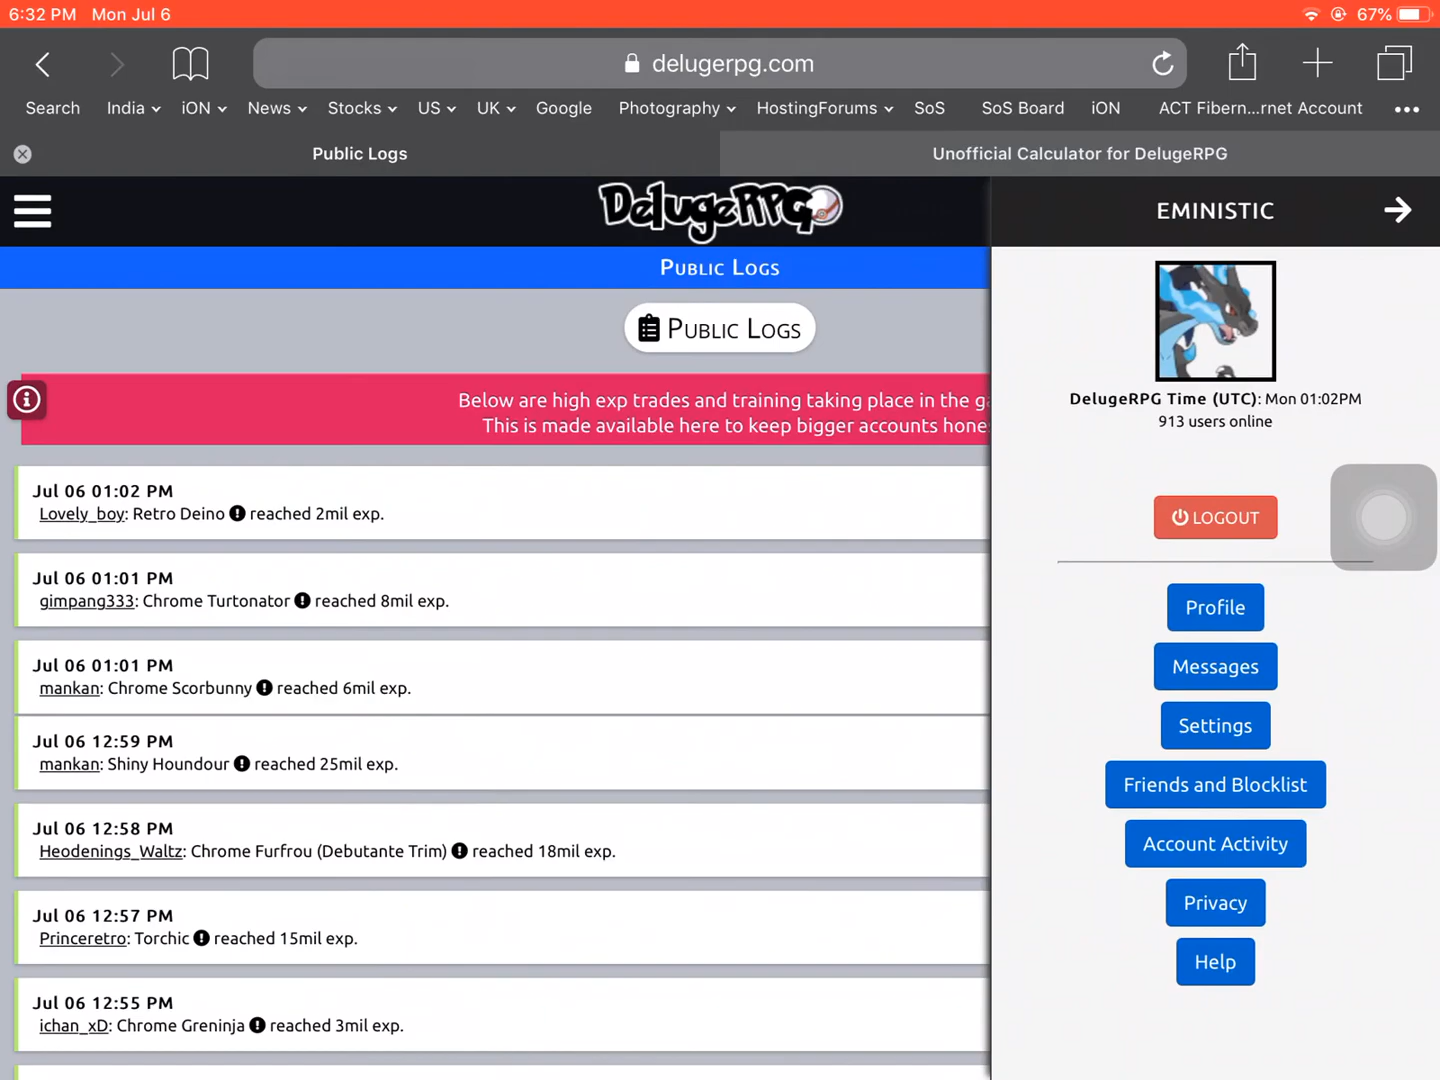 6:32 PM Mon Jul 6
67%
delugerpg.com
Search India iON News Stocks US UK Google Photography HostingForums SoS SoS Board iON ACT Fibern...rnet Account
Public Logs
Unofficial Calculator for DelugeRPG
DelugeRPG
EMINISTIC
Public Logs
Public Logs
Below are high exp trades and training taking place in the
This is made available here to keep bigger accounts
Jul 06 01:02 PM
Lovely_boy: Retro Deino reached 2mil exp.
Jul 06 01:01 PM
gimpang333: Chrome Turtonator reached 8mil exp.
Jul 06 01:01 PM
mankan: Chrome Scorbunny reached 6mil exp.
Jul 06 12:59 PM
mankan: Shiny Houndour reached 25mil exp.
Jul 06 12:58 PM
Heodenings_Waltz: Chrome Furfrou (Debutante Trim) reached 18mil exp.
Jul 06 12:57 PM
Princeretro: Torchic reached 15mil exp.
Jul 06 12:55 PM
ichan_xD: Chrome Greninja reached 3mil exp.
DelugeRPG Time (UTC): Mon 01:02PM
913 users online
LOGOUT
Profile
Messages
Settings
Friends and Blocklist
Account Activity
Privacy
Help